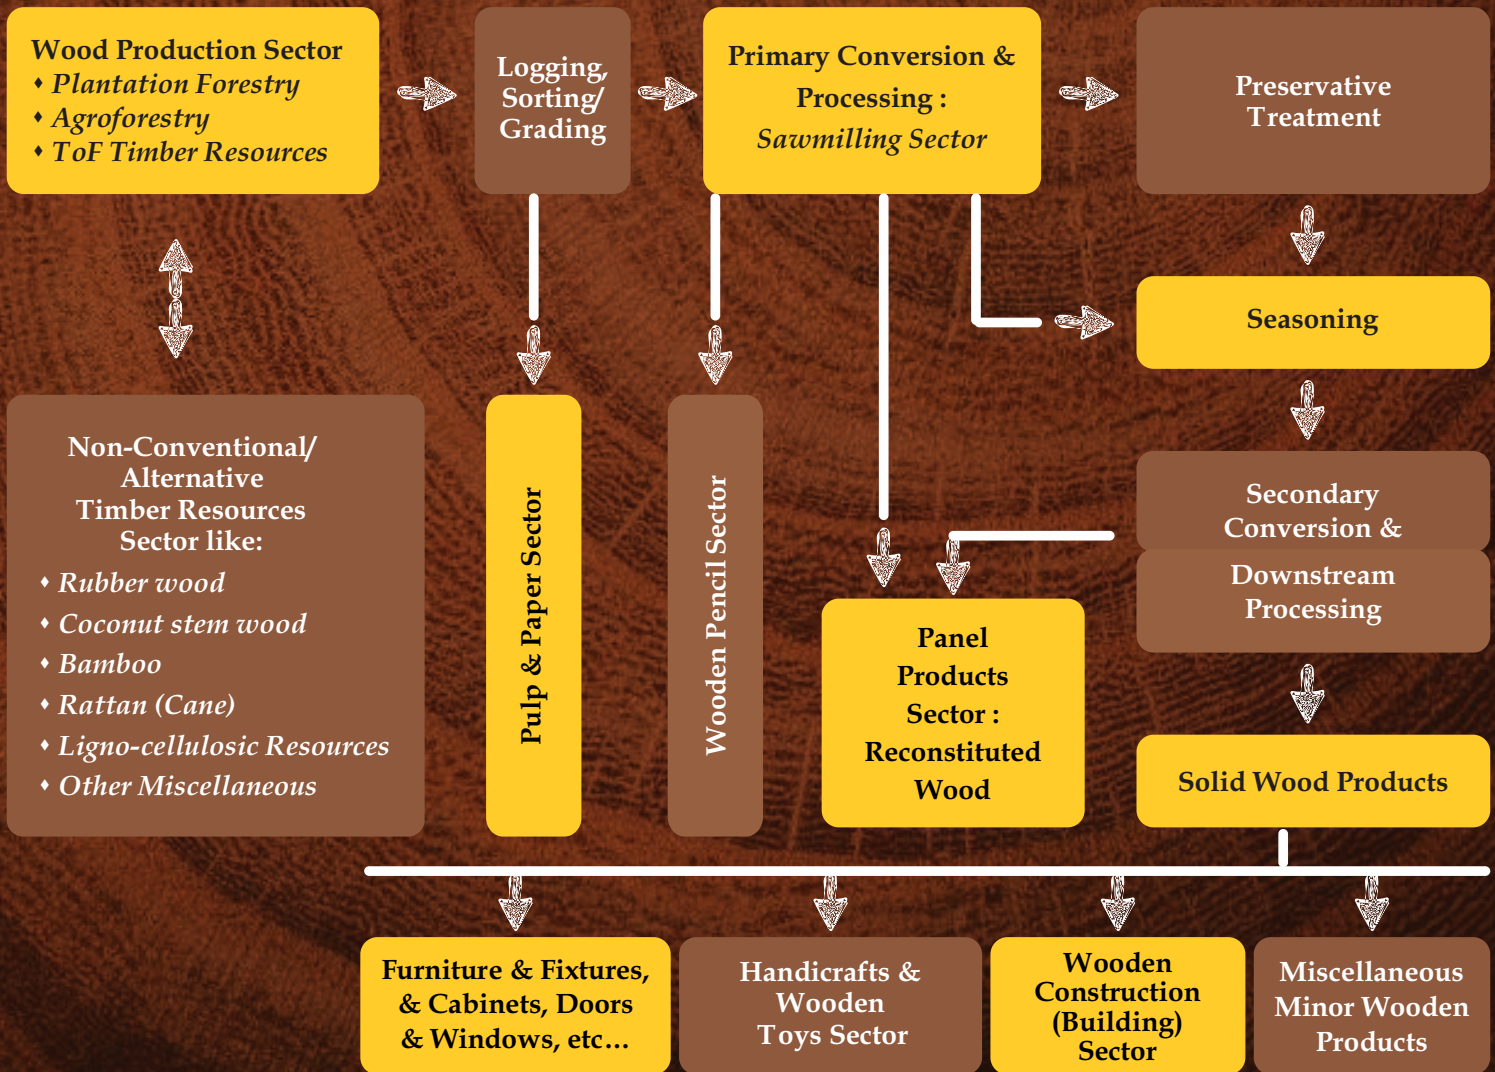 Wood Production Sector
♦ Plantation Forestry
♦ Agroforestry
♦ ToF Timber Resources
Logging,
Sorting/
Grading
Primary Conversion &
Processing :
Sawmilling Sector
Preservative
Treatment
Seasoning
Non-Conventional/
Alternative
Timber Resources
Sector like:
♦ Rubber wood
♦ Coconut stem wood
♦ Bamboo
♦ Rattan (Cane)
♦ Ligno-cellulosic Resources
♦ Other Miscellaneous
Pulp & Paper Sector
Wooden Pencil Sector
Panel
Products
Sector :
Reconstituted
Wood
Secondary
Conversion &
Downstream
Processing
Solid Wood Products
Furniture & Fixtures,
& Cabinets, Doors
& Windows, etc...
Handicrafts &
Wooden
Toys Sector
Wooden
Construction
(Building)
Sector
Miscellaneous
Minor Wooden
Products